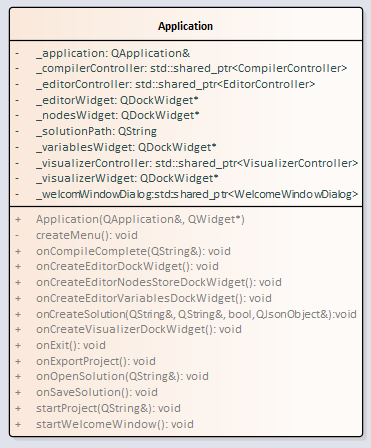 Application
- _application: QApplication&
- _compilerController: std::shared_ptr<CompilerController>
- _editorController: std::shared_ptr<EditorController>
- _editorWidget: QDockWidget*
- _nodesWidget: QDockWidget*
- _solutionPath: QString
- _variablesWidget: QDockWidget*
- _visualizerController: std::shared_ptr<VisualizerController>
- _visualizerWidget: QDockWidget*
- _welcomWindowDialog:std:shared_ptr<WelcomeWindowDialog>
+ Application(QApplication&, QWidget*)
- createMenu(): void
+ onCompileComplete(QString&): void
+ onCreateEditorDockWidget(): void
+ onCreateEditorNodesStoreDockWidget(): void
+ onCreateEditorVariablesDockWidget(): void
+ onCreateSolution(QString&, QString&, bool,QJsonObject&):void
+ onCreateVisualizerDockWidget(): void
+ onExit(): void
+ onExportProject(): void
+ onOpenSolution(QString&): void
+ onSaveSolution(): void
+ startProject(QString&): void
+ startWelcomeWindow(): void